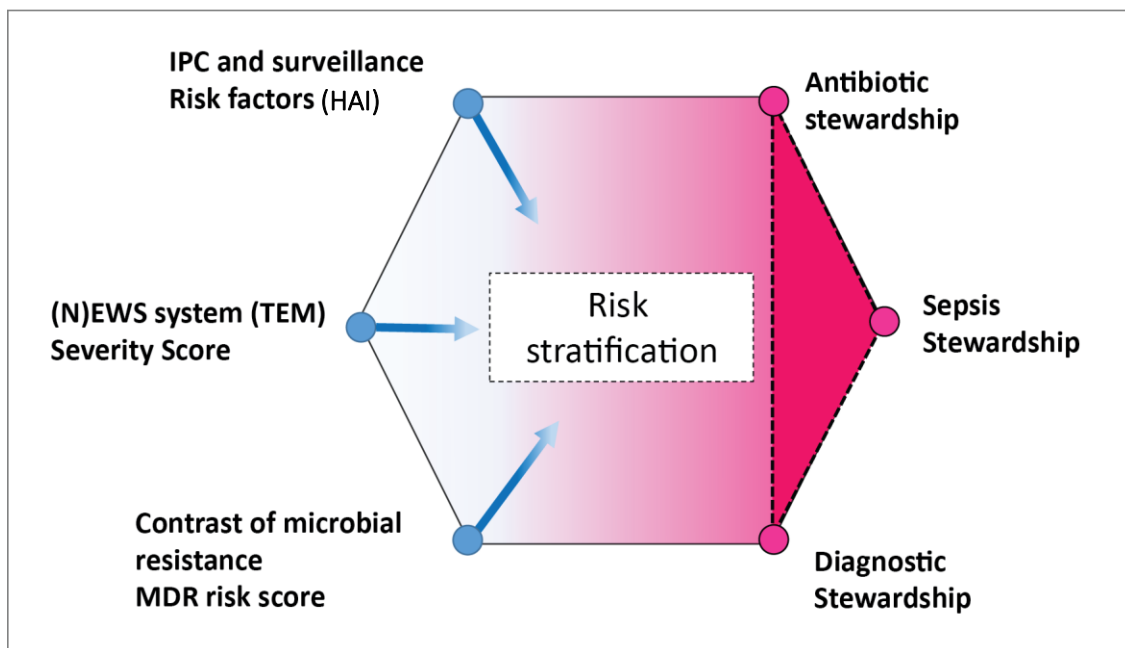 IPC and surveillance
Risk factors (HAI)
Antibiotic
stewardship
(N)EWS system (TEM)
Severity Score
Risk
stratification
Sepsis
Stewardship
Contrast of microbial
resistance
MDR risk score
Diagnostic
Stewardship